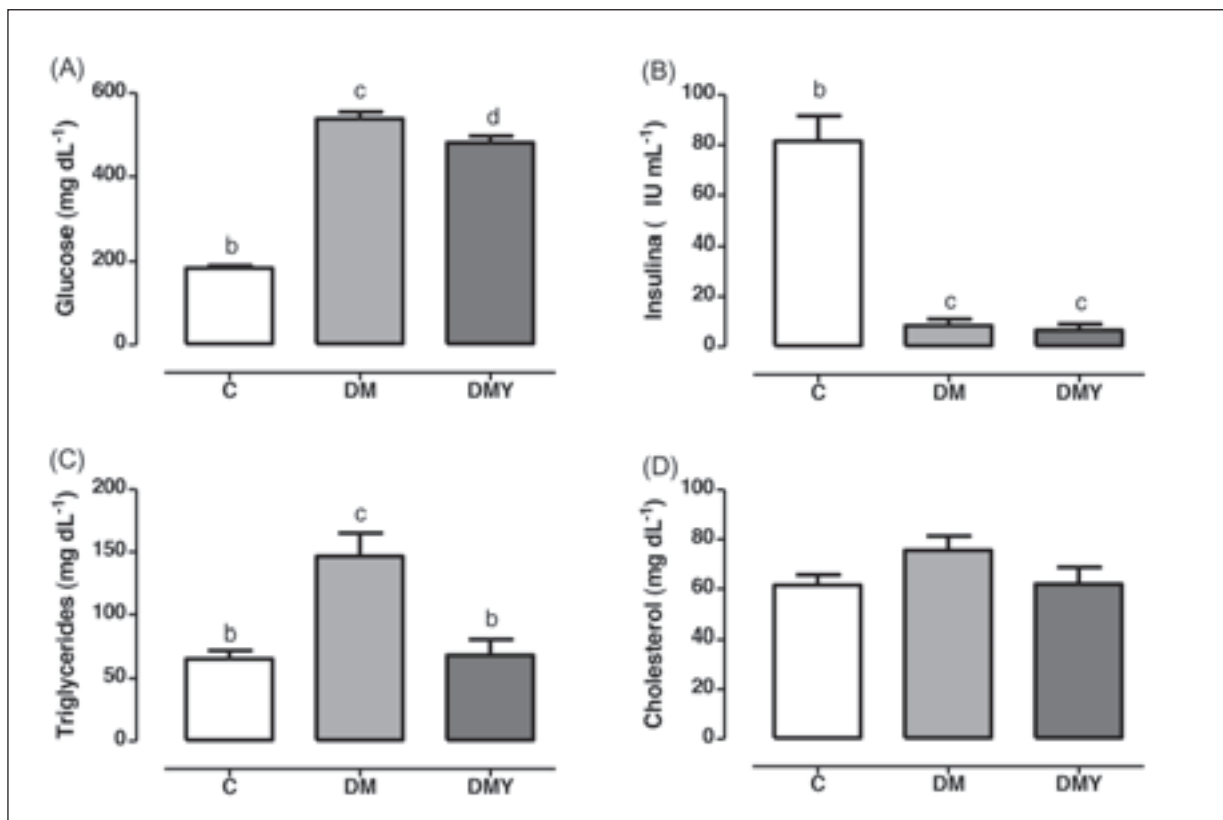 (A)
Glucose (mg dL-1)
600
400
200
0
b
c
d
C DM DMY
(B)
Insulina ( IU mL-1)
100
80
60
40
20
0
b
c
c
C DM DMY
(C)
Triglycerides (mg dL-1)
200
150
100
50
0
b
c
b
C DM DMY
(D)
Cholesterol (mg dL-1)
100
80
60
40
20
0
C DM DMY